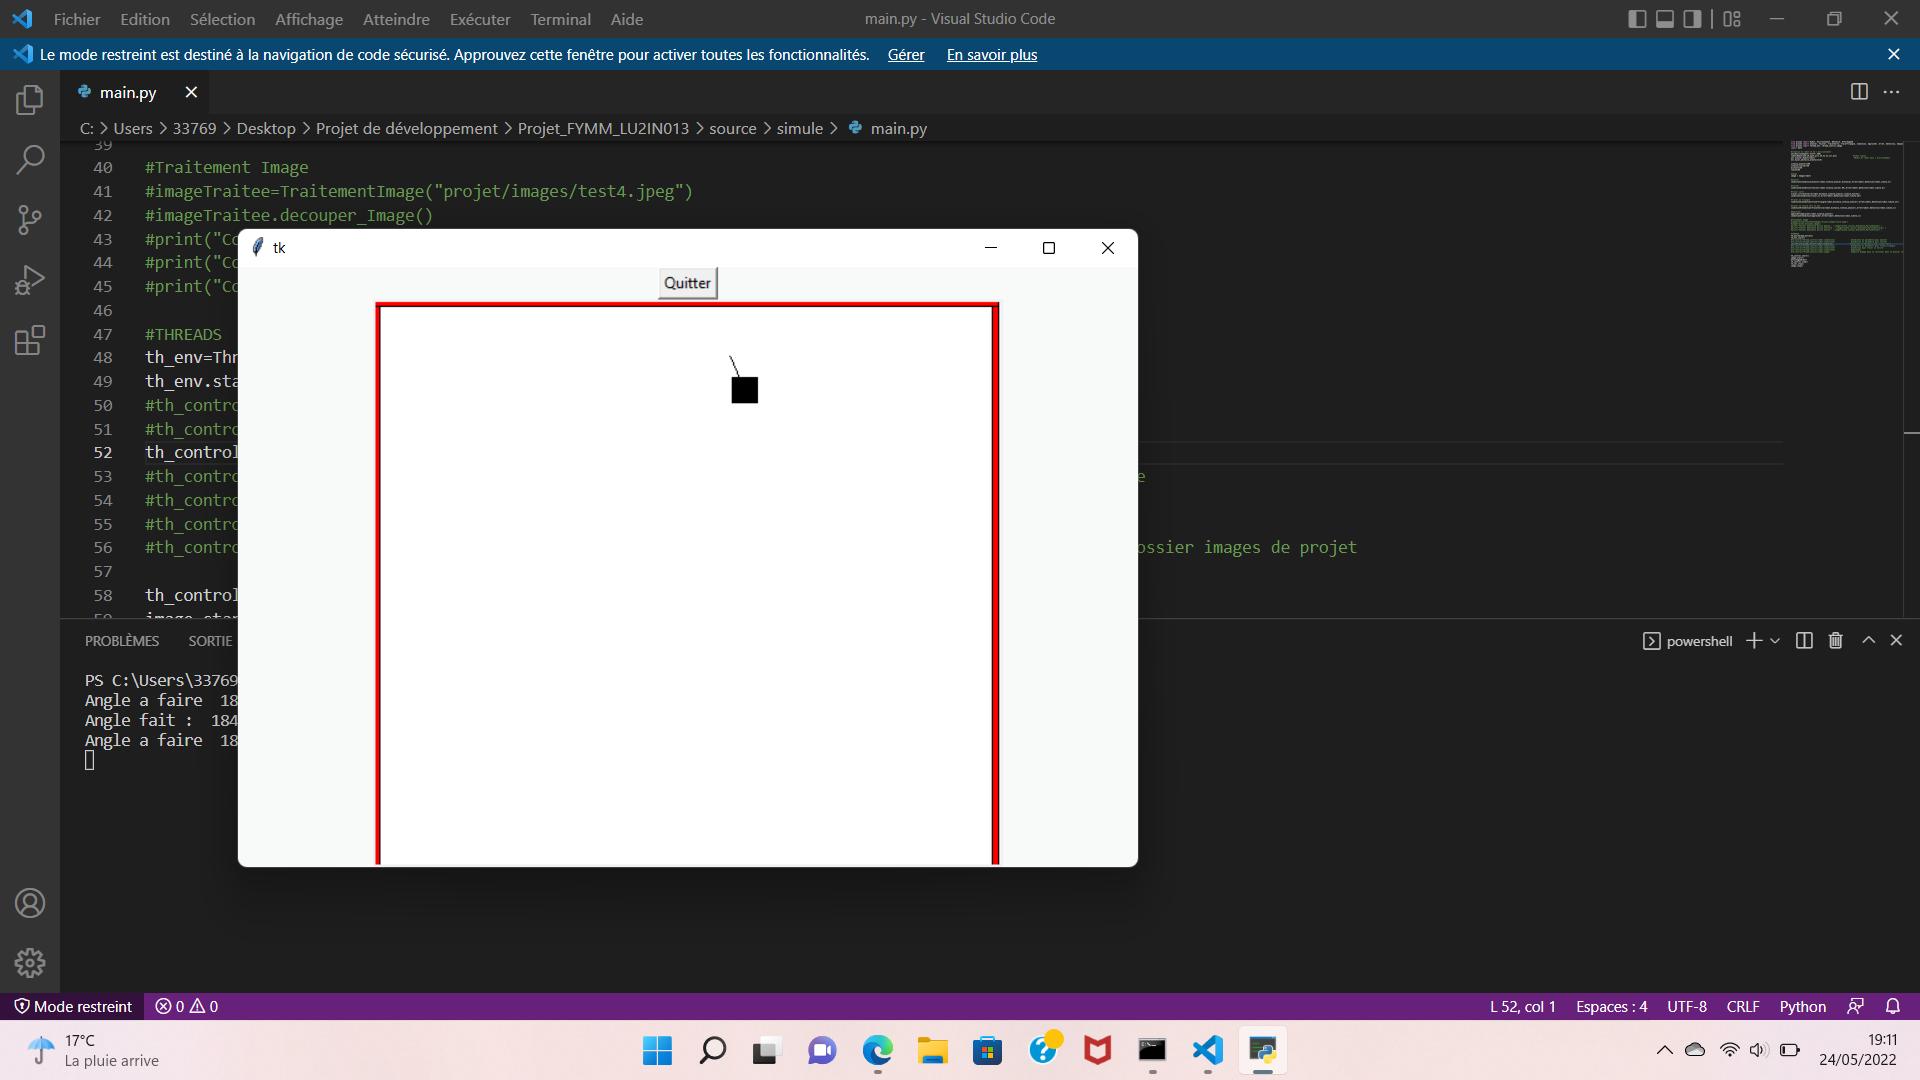 Fichier Edition Sélection Affichage Atteindre Exécuter Terminal Aide main.py - Visual Studio Code
Le mode restreint est destiné à la navigation de code sécurisé. Approuvez cette fenêtre pour activer toutes les fonctionnalités. Gérer En savoir plus
main.py
C: > Users > 33769 > Desktop > Projet de développement > Projet_FYMM_LU2IN013 > source > simule > main.py
39
40 #Traitement Image
41 #imageTraitee=TraitementImage("projet/images/test4.jpeg")
42 #imageTraitee.decouper_Image()
43 #print("Co
44 #print("Co
45 #print("Co
46
47 #THREADS
48 th_env=Thr
49 th_env.sta
50 #th_contro
51 #th_contro
52 th_control
53 #th_contro e
54 #th_contro
55 #th_contro
56 #th_contro ossier images de projet
57
58 th_control
59 image.star
tk
Quitter
PROBLÈMES SORTIE powershell
PS C:\Users\33769
Angle a faire 18
Angle fait : 184
Angle a faire 18
Mode restreint 0 0 L 52, col 1 Espaces : 4 UTF-8 CRLF Python
17°C
La pluie arrive
19:11
24/05/2022